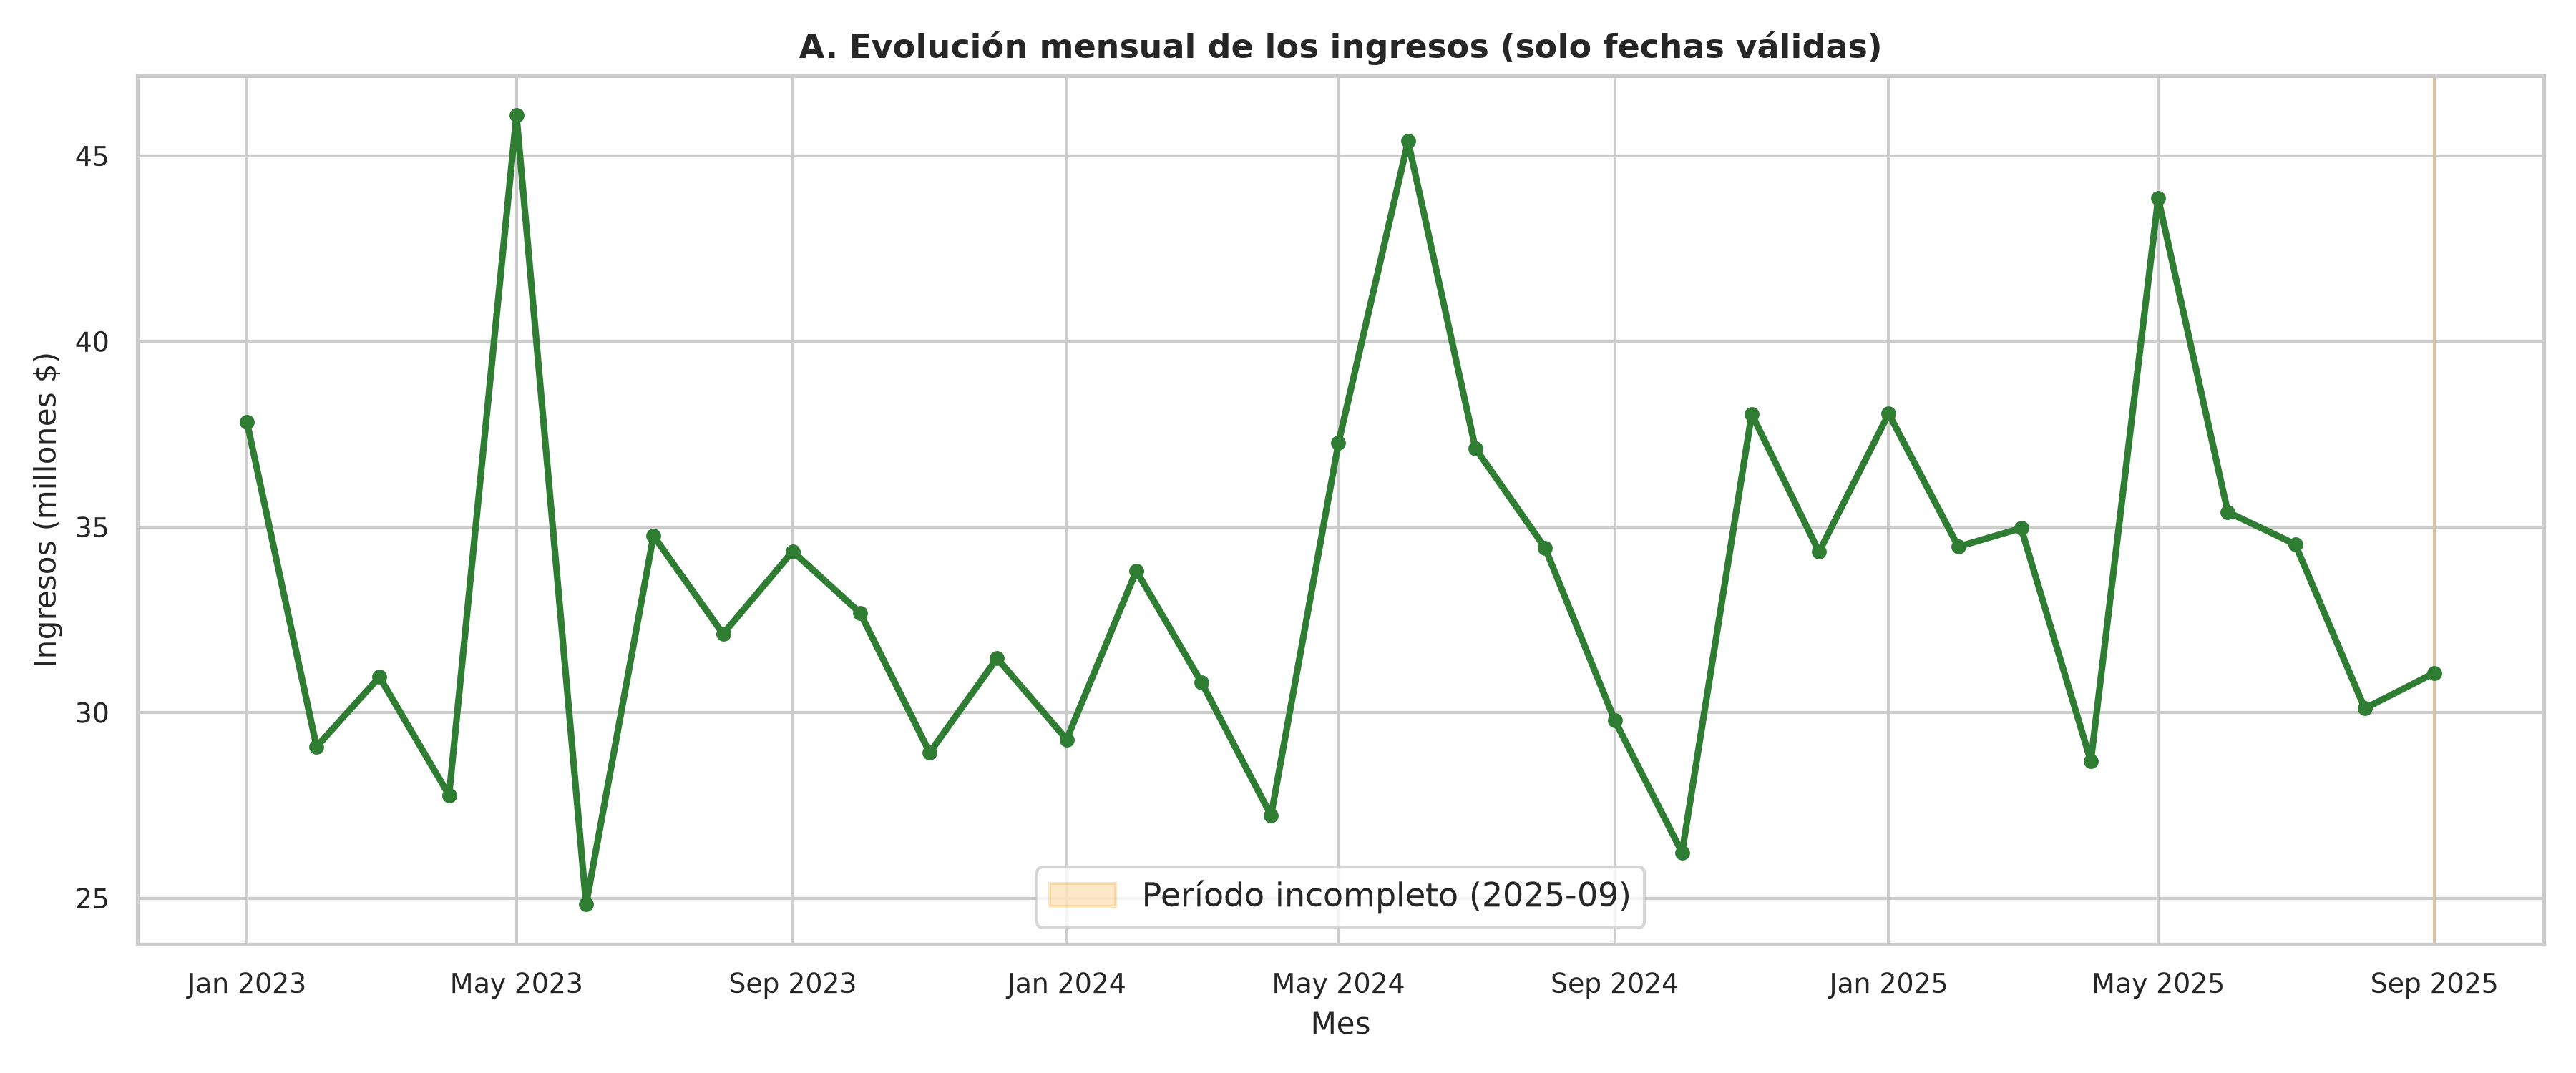 A. Evolución mensual de los ingresos (solo fechas válidas)
Ingresos (millones $)
45
40
35
30
25
Período incompleto (2025-09)
Jan 2023 May 2023 Sep 2023 Jan 2024 May 2024 Sep 2024 Jan 2025 May 2025 Sep 2025
Mes